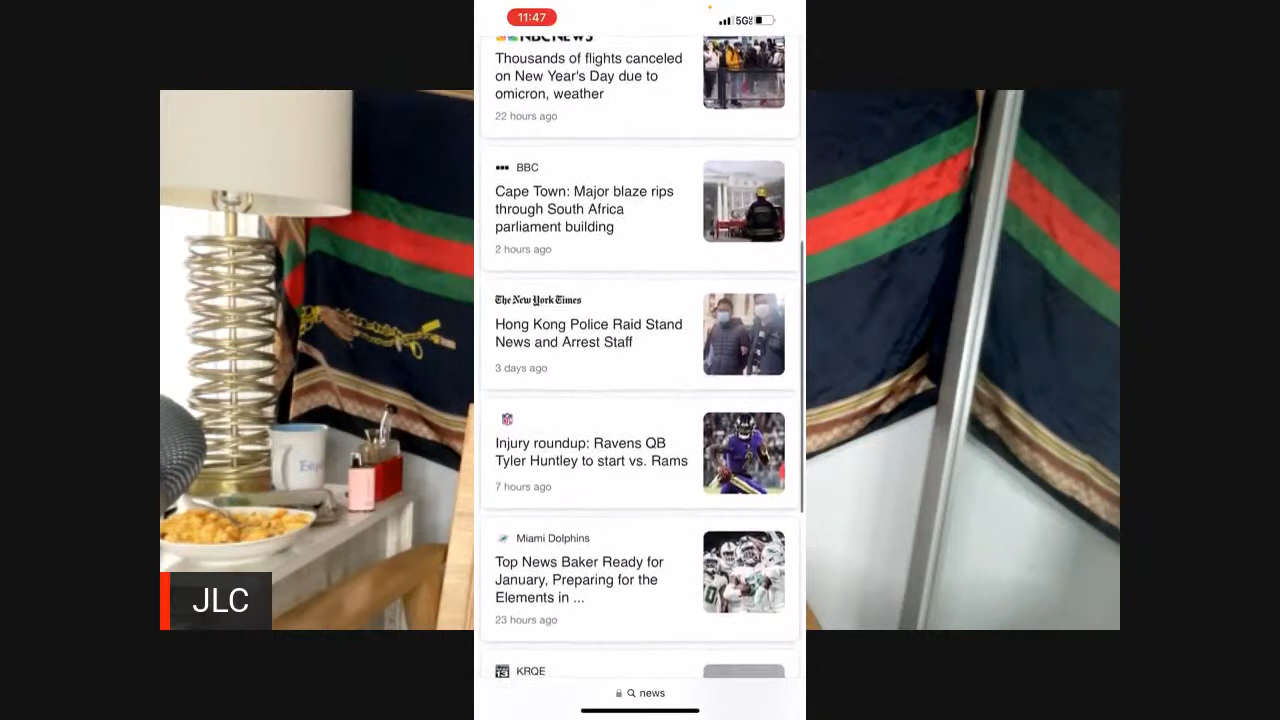 11:47
5G
NBC NEWS
Thousands of flights canceled
on New Year's Day due to
omicron, weather
22 hours ago
BBC
Cape Town: Major blaze rips
through South Africa
parliament building
2 hours ago
The New York Times
Hong Kong Police Raid Stand
News and Arrest Staff
3 days ago
Injury roundup: Ravens QB
Tyler Huntley to start vs. Rams
7 hours ago
Miami Dolphins
Top News Baker Ready for
January, Preparing for the
Elements in ...
23 hours ago
13 KRQE
news
JLC